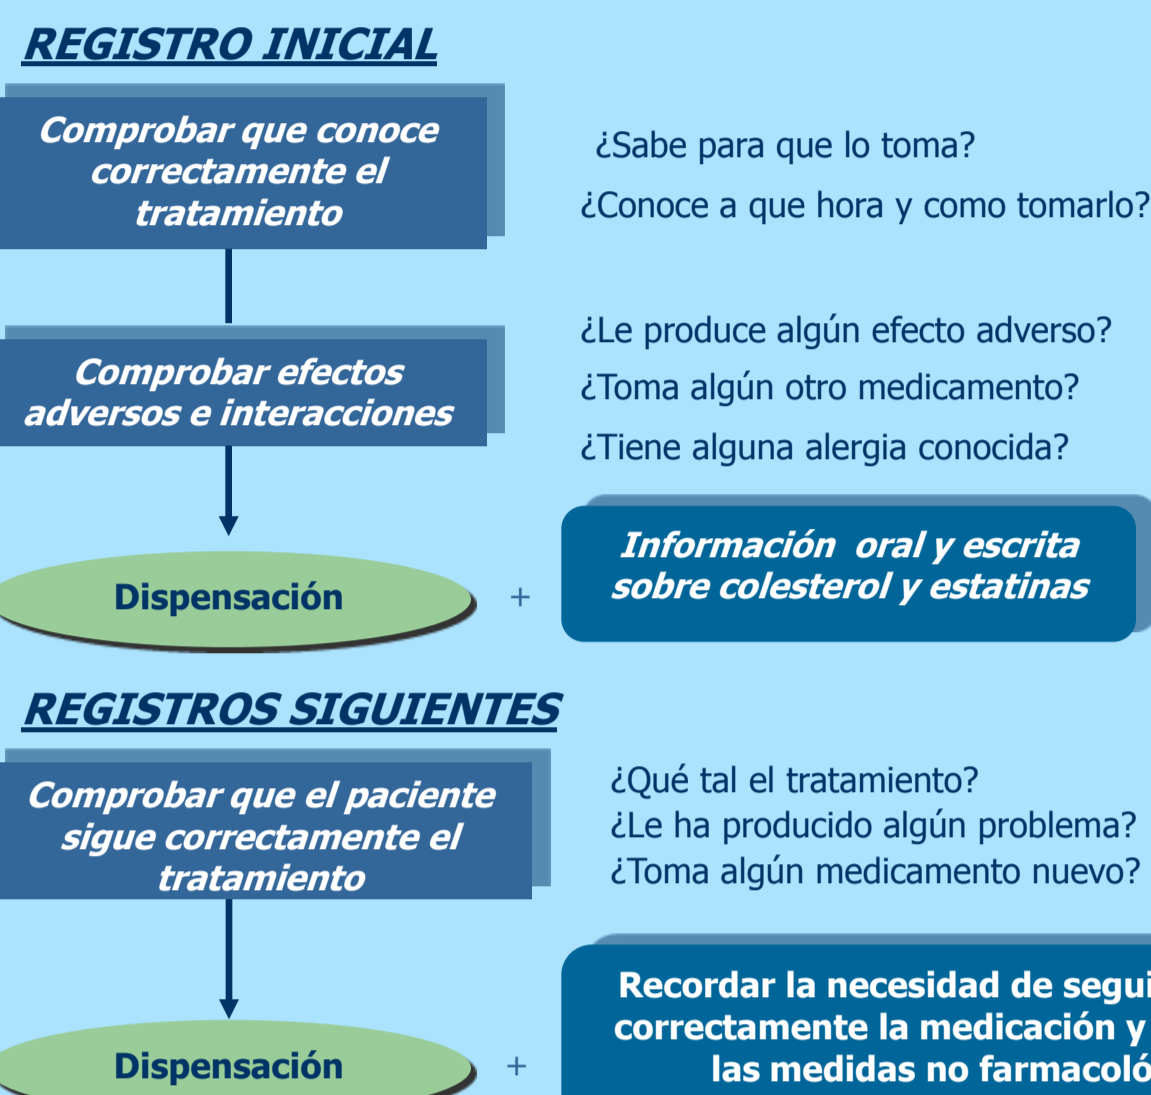 REGISTRO INICIAL
Comprobar que conoce
correctamente el
tratamiento
¿Sabe para que lo toma?
¿Conoce a que hora y como tomarlo?
Comprobar efectos
adversos e interacciones
¿Le produce algún efecto adverso?
¿Toma algún otro medicamento?
¿Tiene alguna alergia conocida?
Dispensación
+
Información oral y escrita
sobre colesterol y estatinas
REGISTROS SIGUIENTES
Comprobar que el paciente
sigue correctamente el
tratamiento
¿Qué tal el tratamiento?
¿Le ha producido algún problema?
¿Toma algún medicamento nuevo?
Dispensación
+
Recordar la necesidad de
correctamente la medicación y
las medidas no